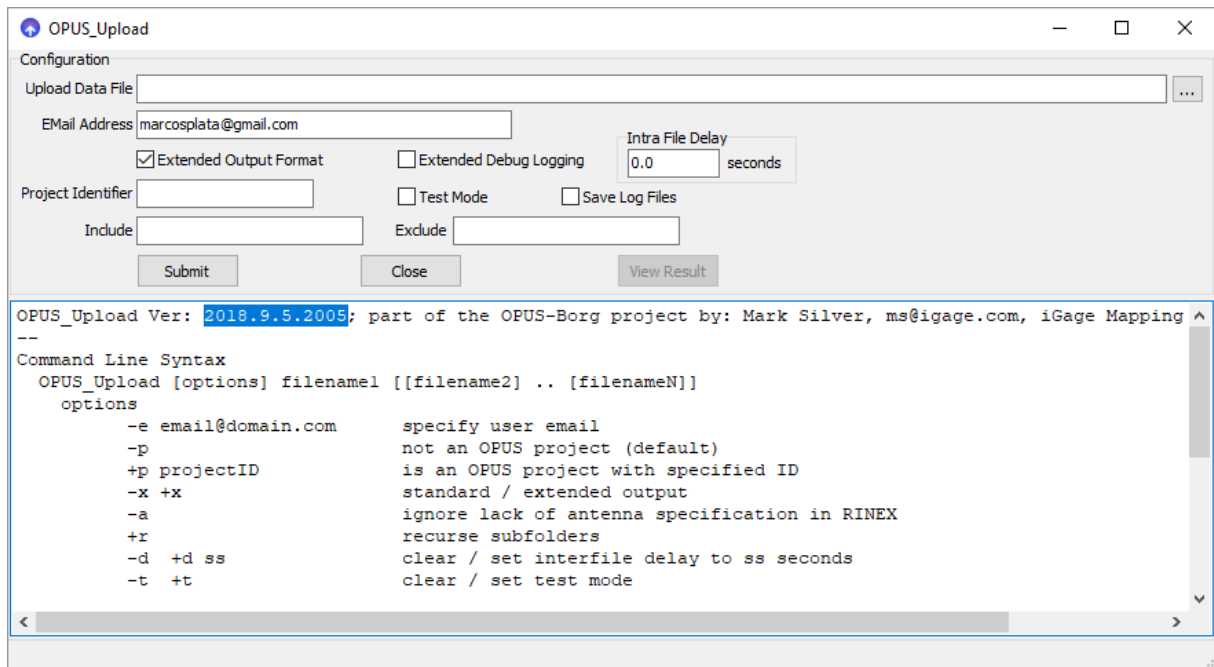 OPUS_Upload
Configuration
Upload Data File
...
EMail Address marcosplata@gmail.com
Intra File Delay
Extended Output Format Extended Debug Logging 0.0 seconds
Project Identifier Test Mode Save Log Files
Include Exclude
Submit Close View Result
OPUS_Upload Ver: 2018.9.5.2005; part of the OPUS-Borg project by: Mark Silver, ms@igage.com, iGage Mapping
--
Command Line Syntax
OPUS_Upload [options] filename1 [[filename2] .. [filenameN]]
options
-e email@domain.com specify user email
-p not an OPUS project (default)
+p projectID is an OPUS project with specified ID
-x +x standard / extended output
-a ignore lack of antenna specification in RINEX
+r recurse subfolders
-d +d ss clear / set interfile delay to ss seconds
-t +t clear / set test mode